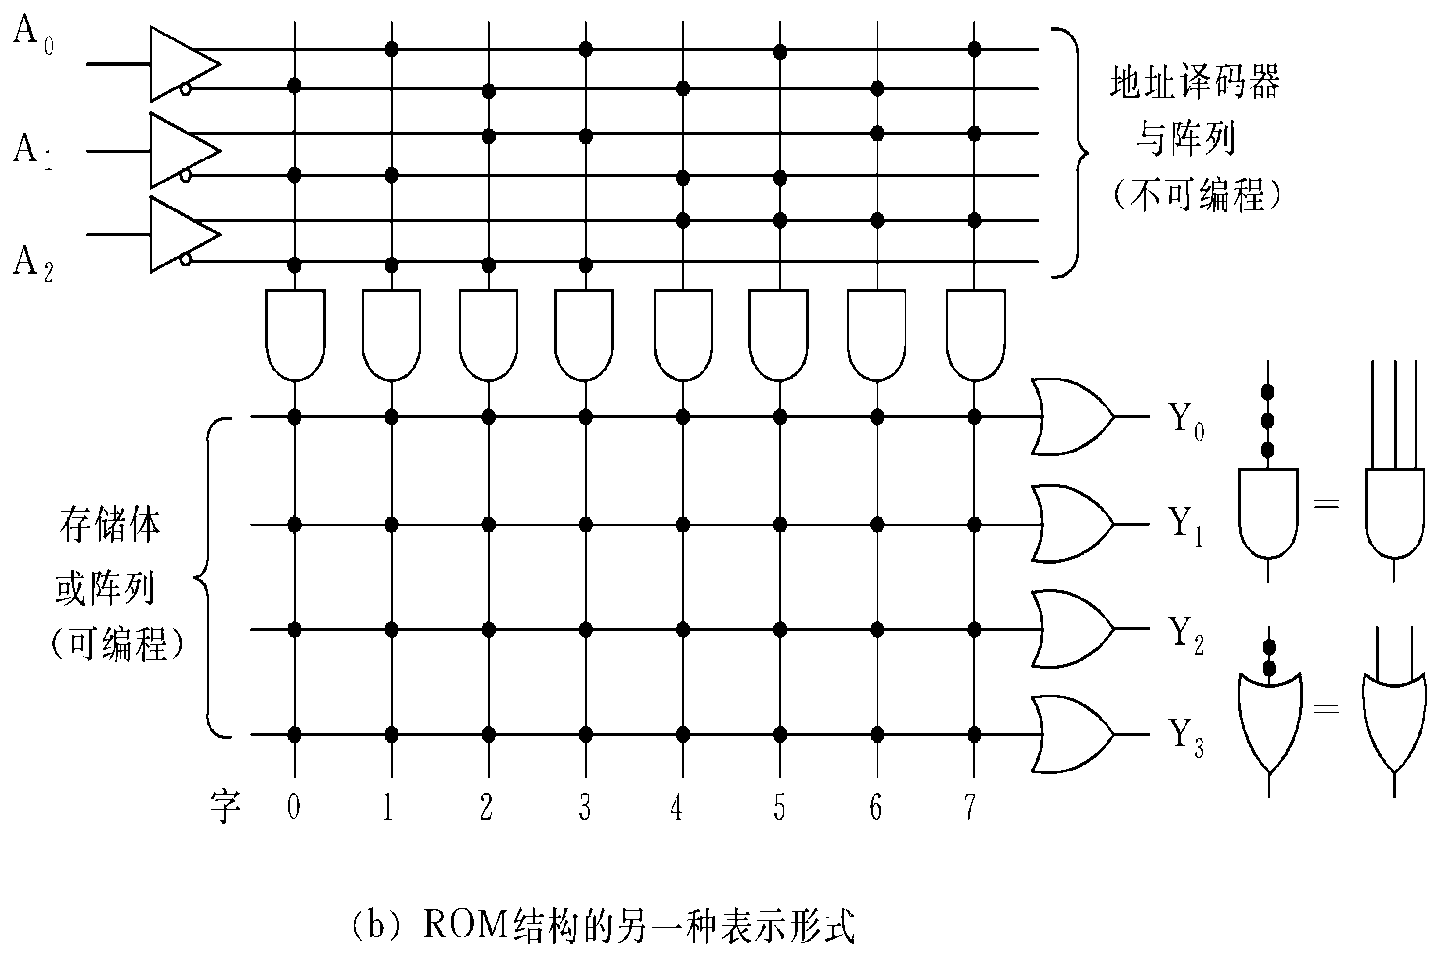 A0
A1
A2
地址译码器
与阵列
(不可编程)
Y0
Y1
=
存储体
或阵列
(可编程)
Y2
Y3
=
字 0 1 2 3 4 5 6 7
(b) ROM结构的另一种表示形式